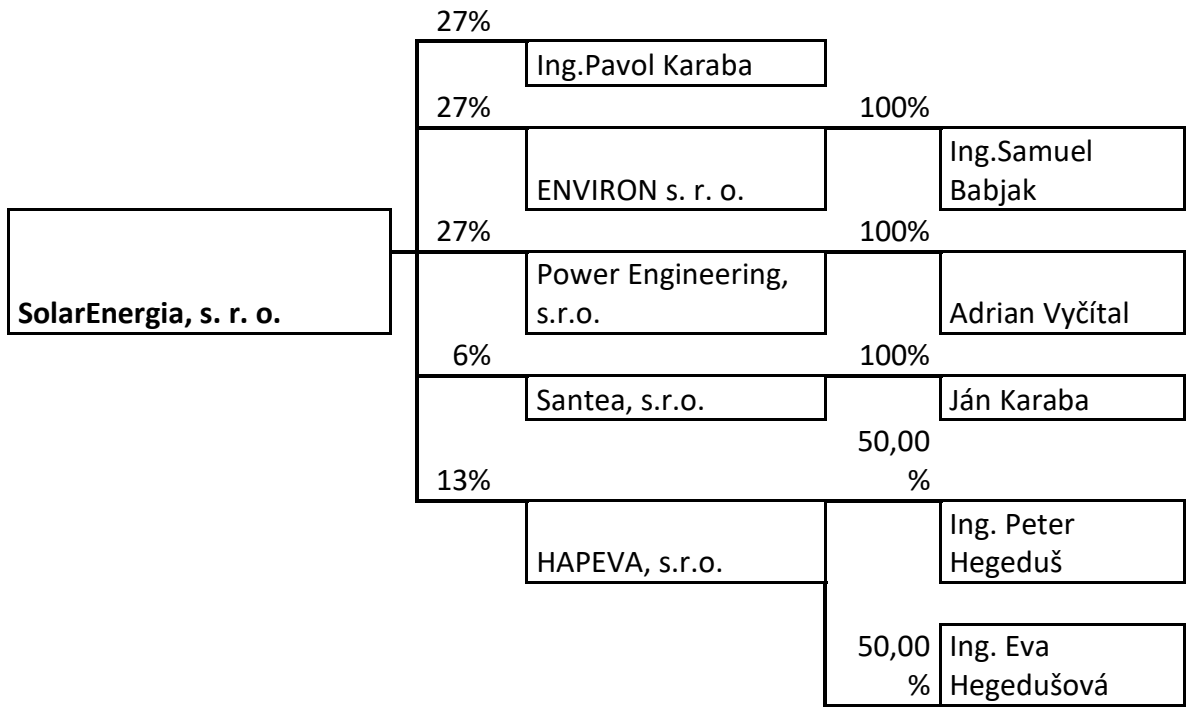 27%
Ing.Pavol Karaba
27%
100%
ENVIRON s. r. o.
Ing.Samuel
Babjak
SolarEnergia, s. r. o.
27%
100%
Power Engineering,
s.r.o.
Adrian Vyčítal
6%
100%
Santea, s.r.o.
Ján Karaba
13%
50,00
%
HAPEVA, s.r.o.
Ing. Peter
Hegeduš
50,00
%
Ing. Eva
Hegedušová